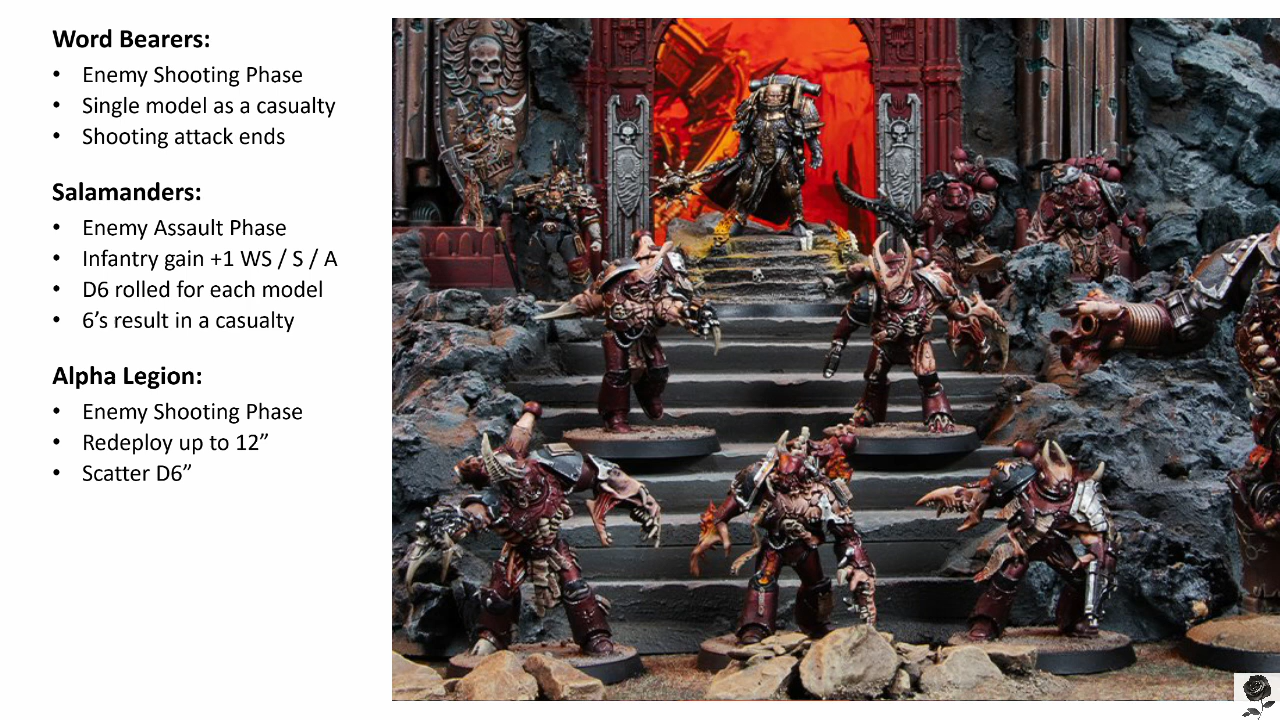 Word Bearers:
• Enemy Shooting Phase
• Single model as a casualty
• Shooting attack ends
Salamanders:
• Enemy Assault Phase
• Infantry gain +1 WS / S / A
• D6 rolled for each model
• 6’s result in a casualty
Alpha Legion:
• Enemy Shooting Phase
• Redeploy up to 12”
• Scatter D6”